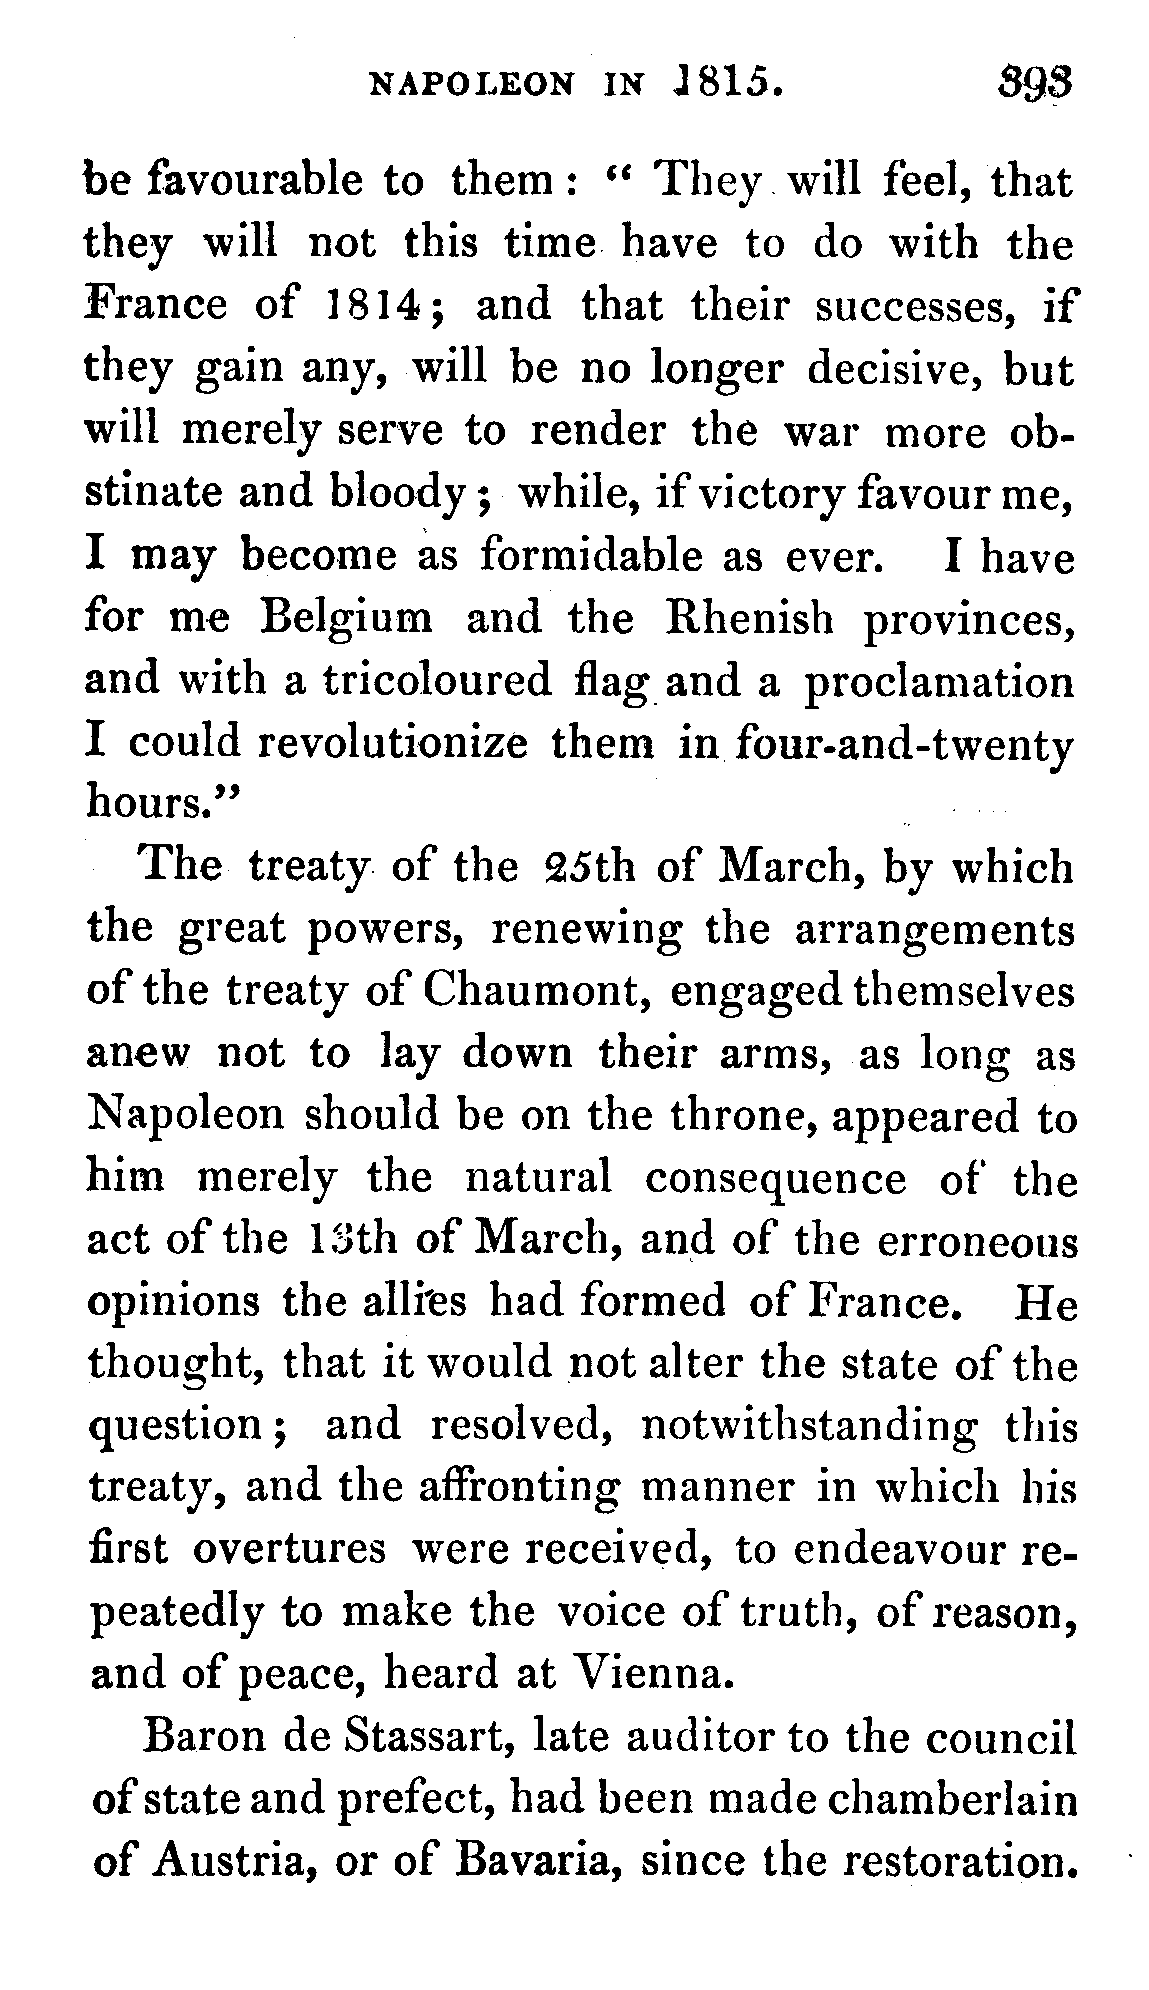 NAPOLEON IN 1815. 393
be favourable to them : “ They will feel, that
they will not this time have to do with the
France of 1814; and that their successes, if
they gain any, will be no longer decisive, but
will merely serve to render the war more ob-
stinate and bloody ; while, if victory favour me,
I may become as formidable as ever. I have
for me Belgium and the Rhenish provinces,
and with a tricoloured flag and a proclamation
I could revolutionize them in four-and-twenty
hours.”
The treaty of the 25th of March, by which
the great powers, renewing the arrangements
of the treaty of Chaumont, engaged themselves
anew not to lay down their arms, as long as
Napoleon should be on the throne, appeared to
him merely the natural consequence of the
act of the 13th of March, and of the erroneous
opinions the allies had formed of France. He
thought, that it would not alter the state of the
question ; and resolved, notwithstanding this
treaty, and the affronting manner in which his
first overtures were received, to endeavour re-
peatedly to make the voice of truth, of reason,
and of peace, heard at Vienna.
Baron de Stassart, late auditor to the council
of state and prefect, had been made chamberlain
of Austria, or of Bavaria, since the restoration.